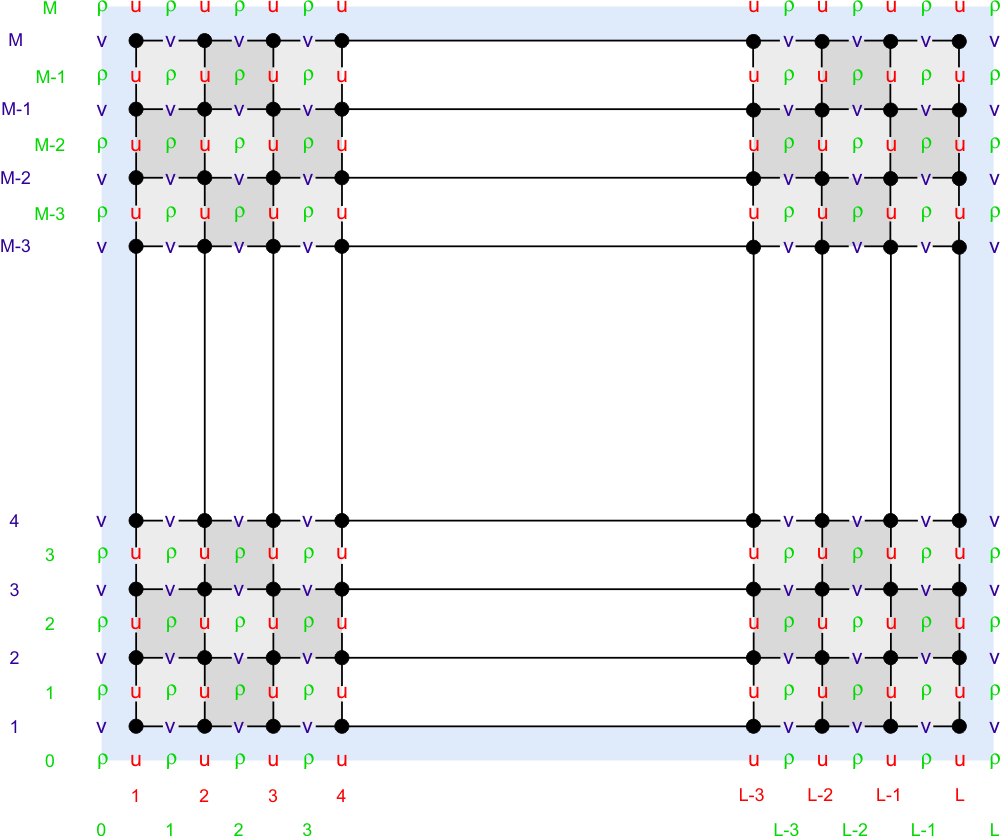 M ρ u ρ u ρ u ρ u u ρ u ρ u ρ u ρ
M v v v v v v v v
M-1 ρ u ρ u ρ u ρ u u ρ u ρ u ρ u ρ
M-1 v v v v v v v v
M-2 ρ u ρ u ρ u ρ u u ρ u ρ u ρ u ρ
M-2 v v v v v v v v
M-3 ρ u ρ u ρ u ρ u u ρ u ρ u ρ u ρ
M-3 v v v v v v v v
4 v v v v v v v v
3 ρ u ρ u ρ u ρ u u ρ u ρ u ρ u ρ
3 v v v v v v v v
2 ρ u ρ u ρ u ρ u u ρ u ρ u ρ u ρ
2 v v v v v v v v
1 ρ u ρ u ρ u ρ u u ρ u ρ u ρ u ρ
1 v v v v v v v v
0 ρ u ρ u ρ u ρ u u ρ u ρ u ρ u ρ
1 2 3 4 L-3 L-2 L-1 L
0 1 2 3 L-3 L-2 L-1 L